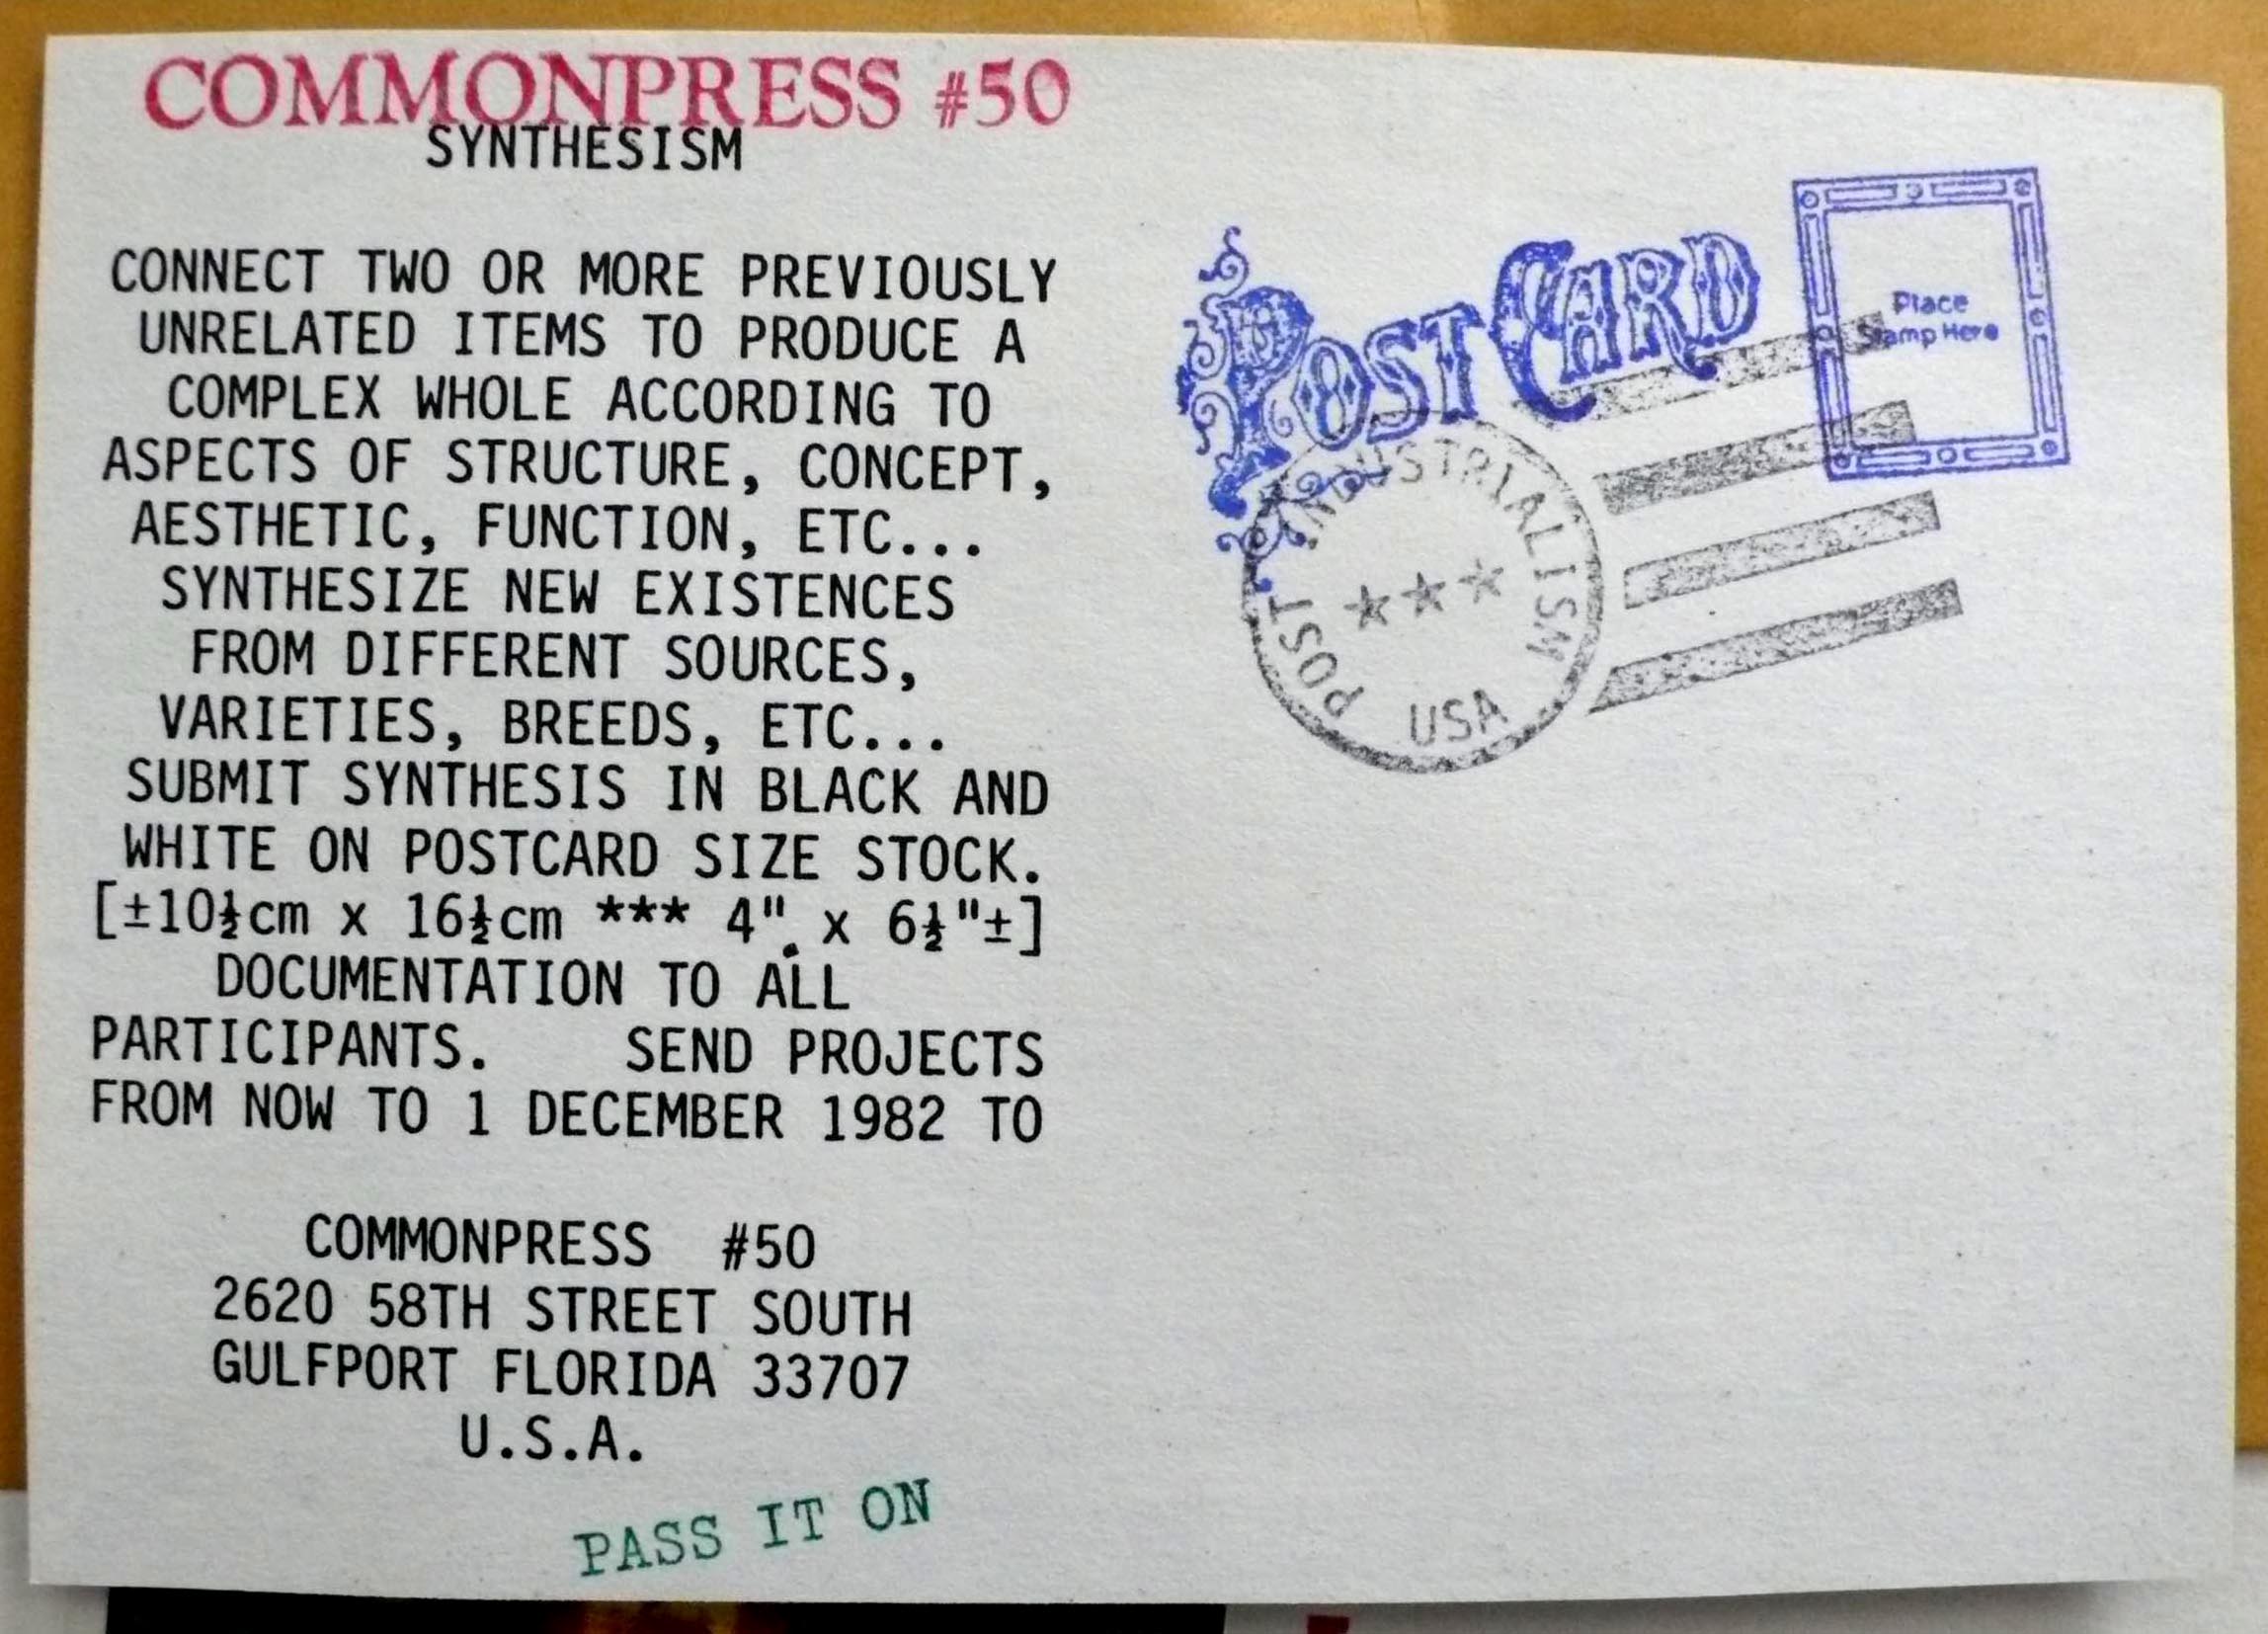 COMMONPRESS #50
SYNTHESISM
CONNECT TWO OR MORE PREVIOUSLY
UNRELATED ITEMS TO PRODUCE A
COMPLEX WHOLE ACCORDING TO
ASPECTS OF STRUCTURE, CONCEPT,
AESTHETIC, FUNCTION, ETC...
SYNTHESIZE NEW EXISTENCES
FROM DIFFERENT SOURCES,
VARIETIES, BREEDS, ETC...
SUBMIT SYNTHESIS IN BLACK AND
WHITE ON POSTCARD SIZE STOCK.
[±10½cm x 16½cm *** 4" x 6½"±]
DOCUMENTATION TO ALL
PARTICIPANTS. SEND PROJECTS
FROM NOW TO 1 DECEMBER 1982 TO
COMMONPRESS #50
2620 58TH STREET SOUTH
GULFPORT FLORIDA 33707
U.S.A.
PASS IT ON
POSTCARD
Place
Stamp Here
POST INDUSTRIALISM
USA